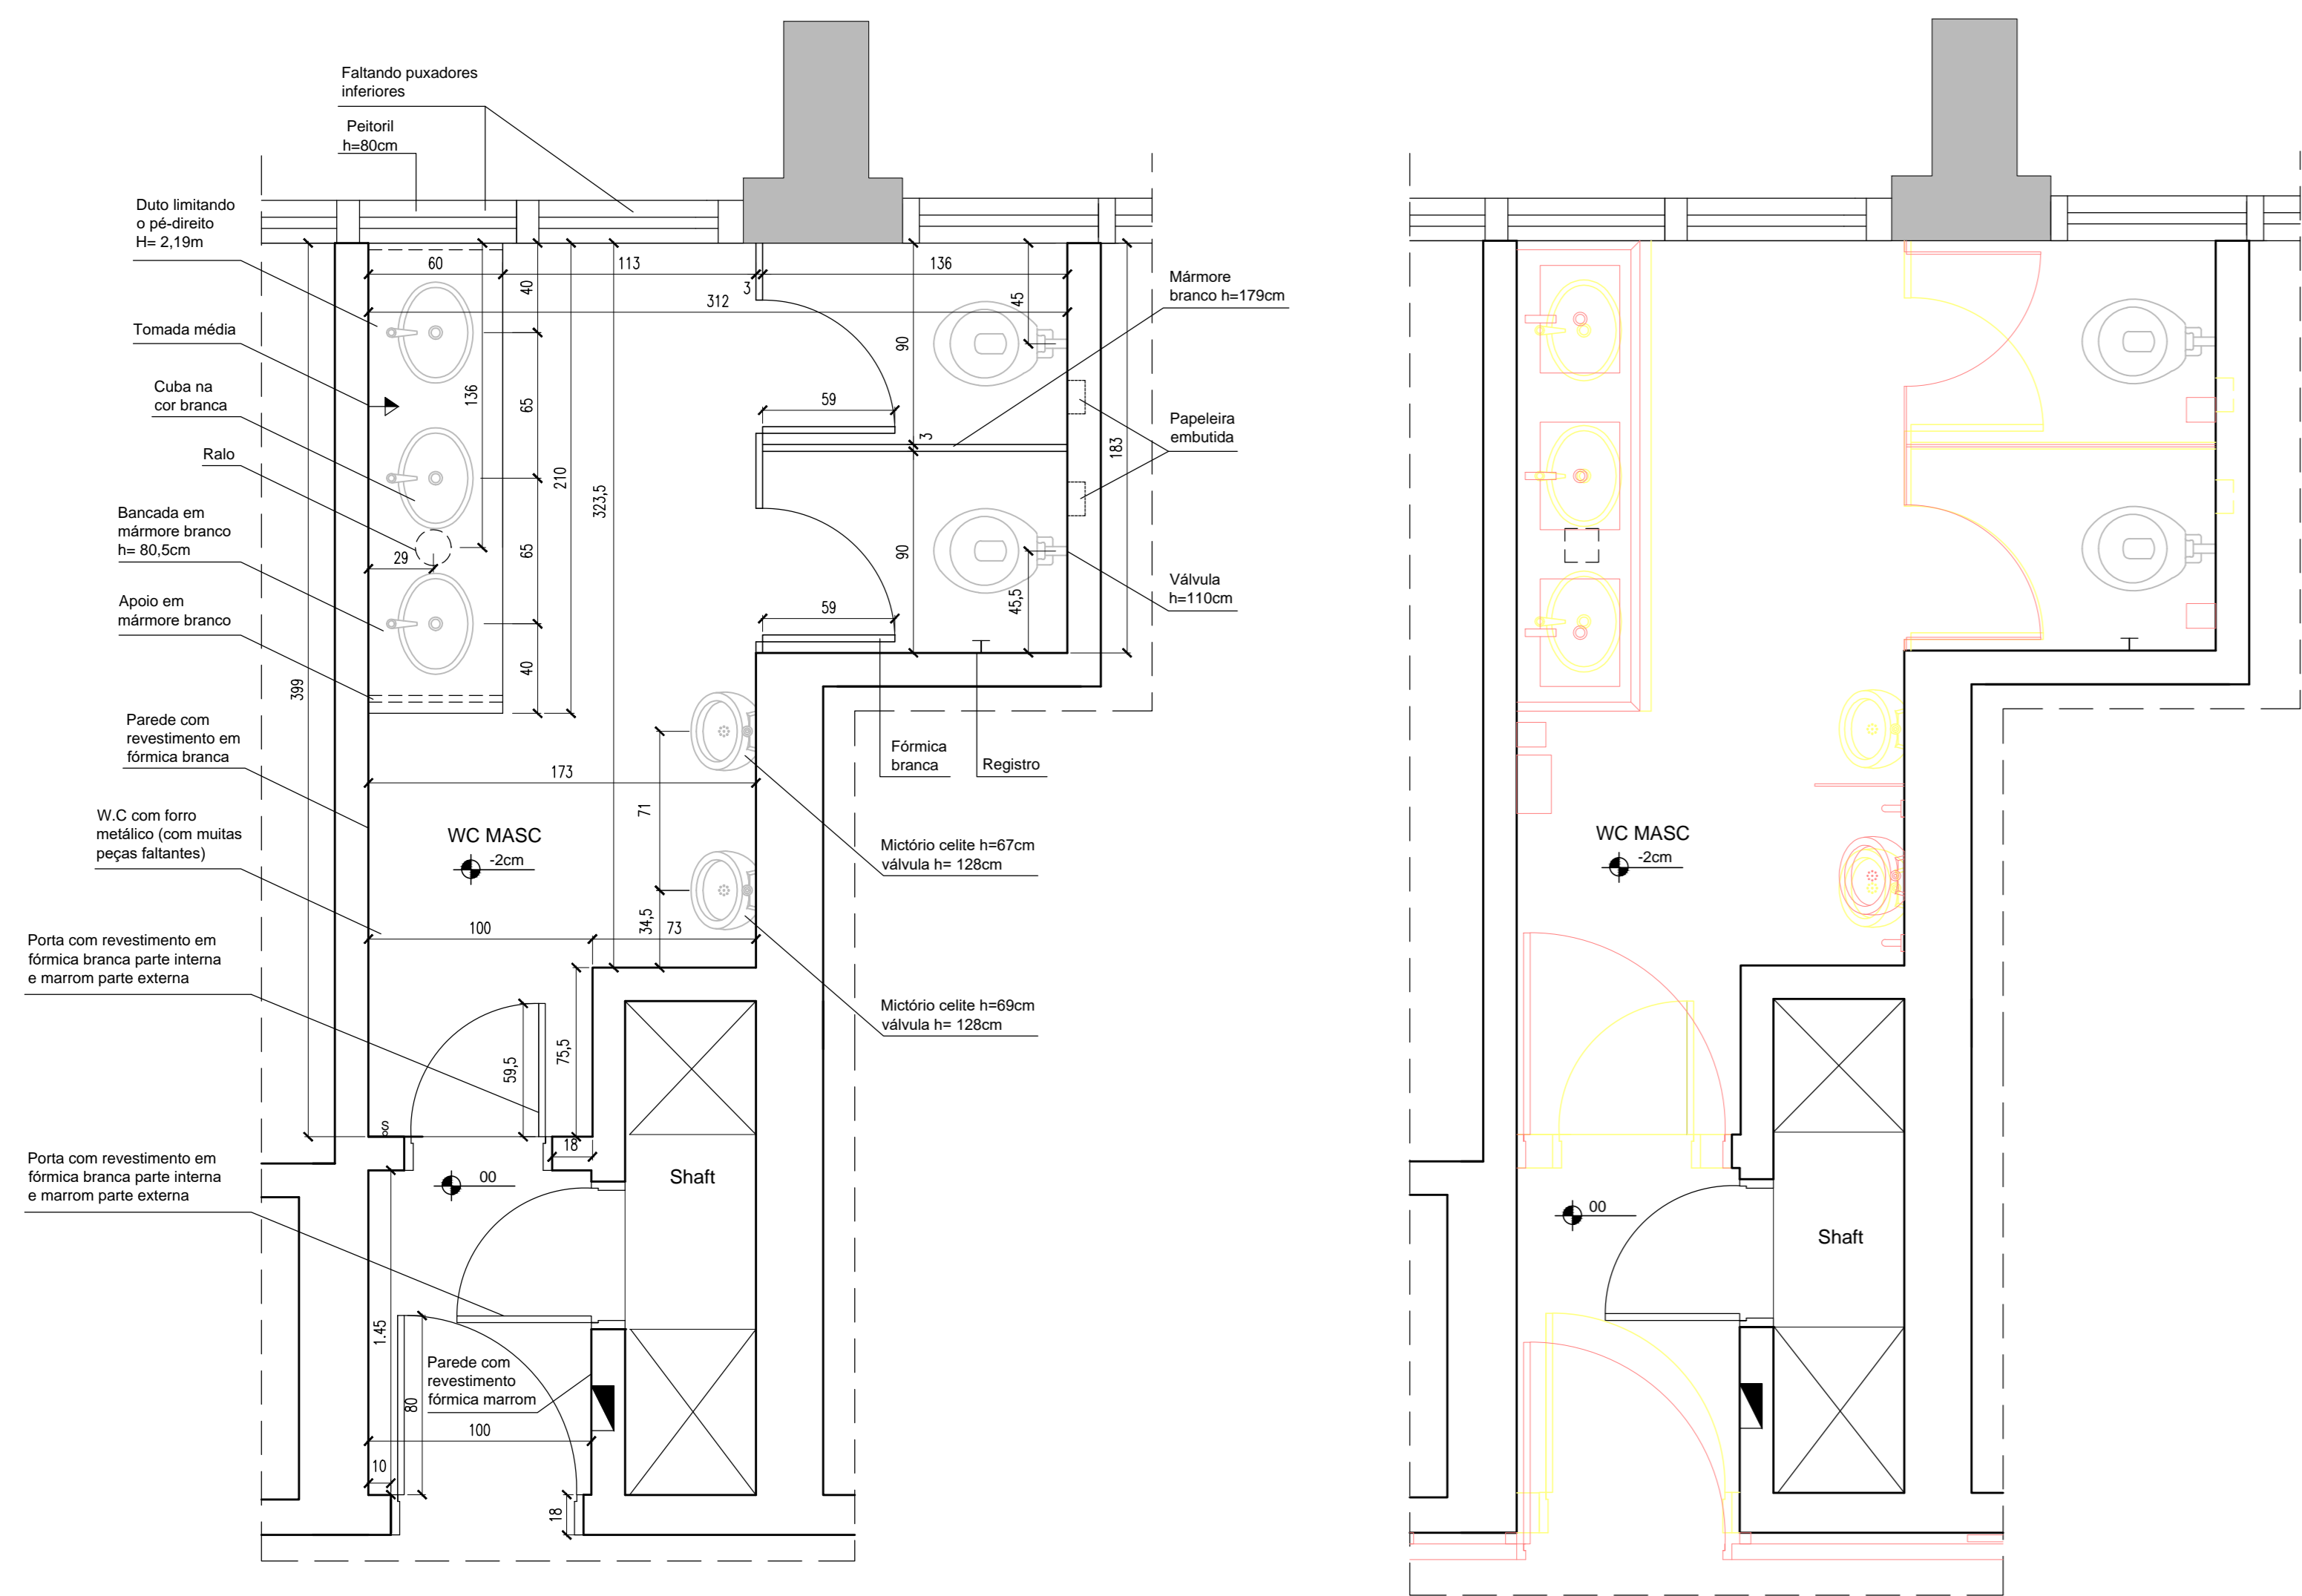 Faltando puxadores
inferiores
Peitoril
h=80cm
Duto limitando
o pé-direito
H= 2,19m
Tomada média
Cuba na
cor branca
Ralo
Bancada em
mármore branco
h= 80,5cm
Apoio em
mármore branco
Parede com
revestimento em
fórmica branca
W.C com forro
metálico (com muitas
peças faltantes)
Porta com revestimento em
fórmica branca parte interna
e marrom parte externa
Porta com revestimento em
fórmica branca parte interna
e marrom parte externa
60
113
136
3
312
40
45
90
136
65
59
3
183
210
323,5
65
29
90
45,5
59
40
399
173
71
WC MASC
-2cm
34,5
100
73
59,5
75,5
S
18
00
Shaft
1.45
80
Parede com
revestimento
fórmica marrom
100
10
18
Mármore
branco h=179cm
Papeleira
embutida
Válvula
h=110cm
Fórmica
branca
Registro
Mictório celite h=67cm
válvula h= 128cm
Mictório celite h=69cm
válvula h= 128cm
WC MASC
-2cm
00
Shaft